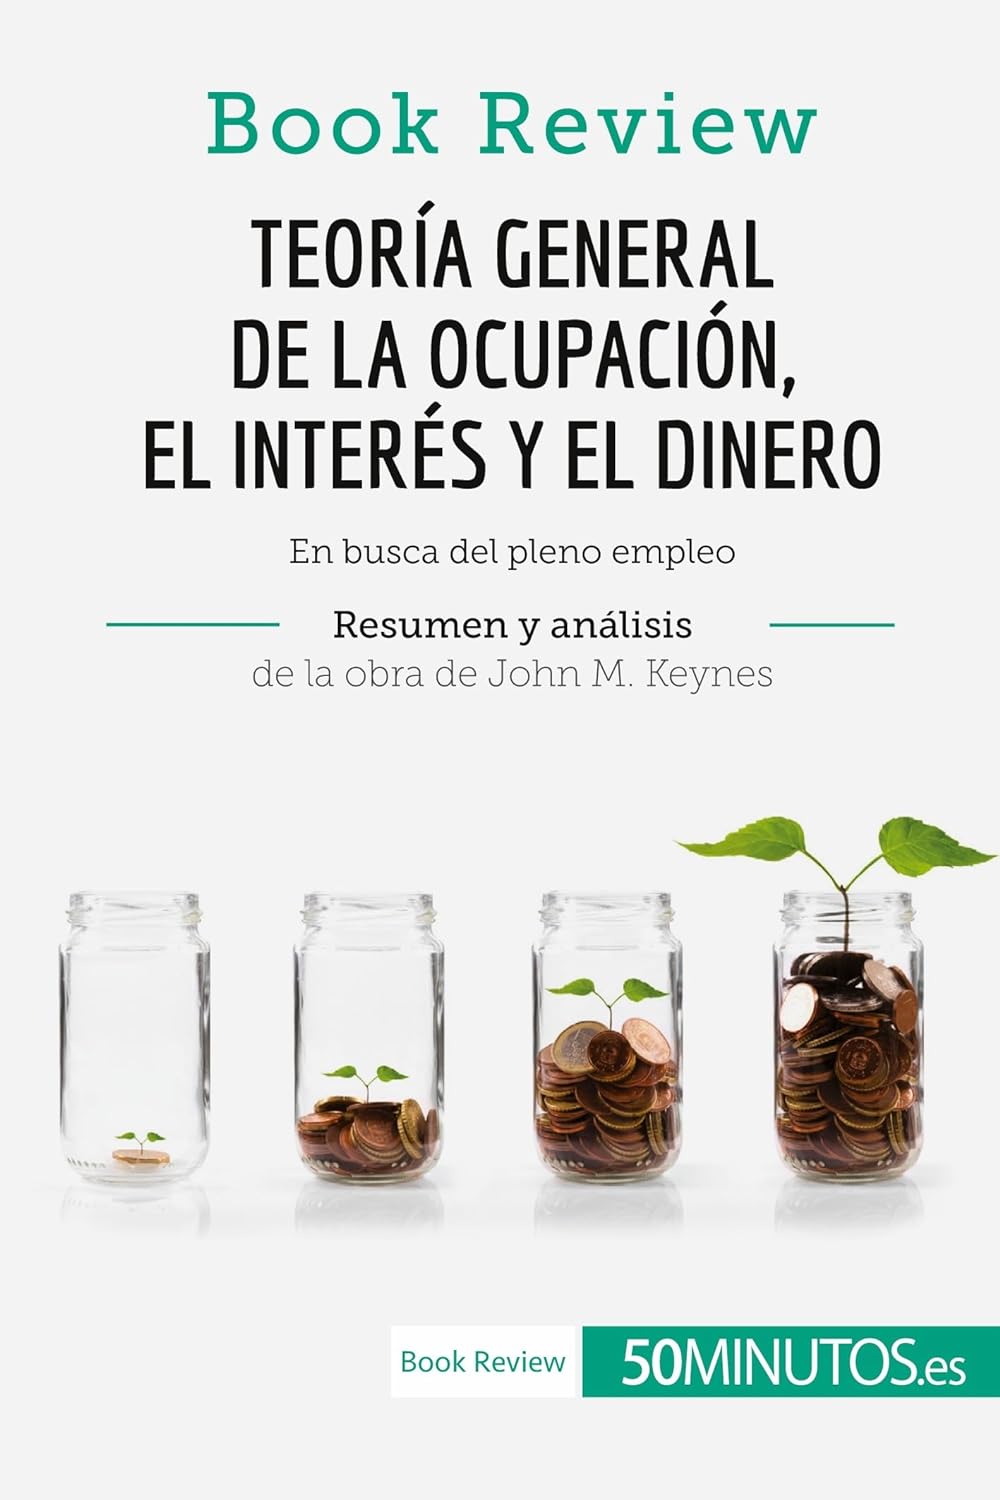 Book Review
TEORÍA GENERAL
DE LA OCUPACIÓN,
EL INTERÉS Y EL DINERO
En busca del pleno empleo
Resumen y análisis
de la obra de John M. Keynes
Book Review
50MINUTOS.es